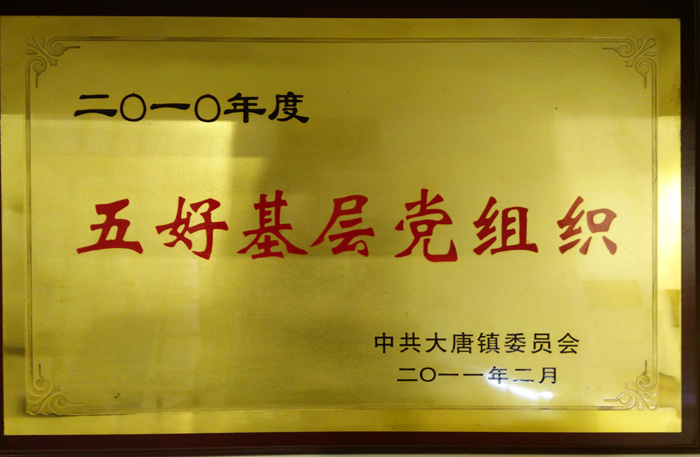 二〇一〇年度
五好基层党组织
中共大唐镇委员会
二〇一一年二月